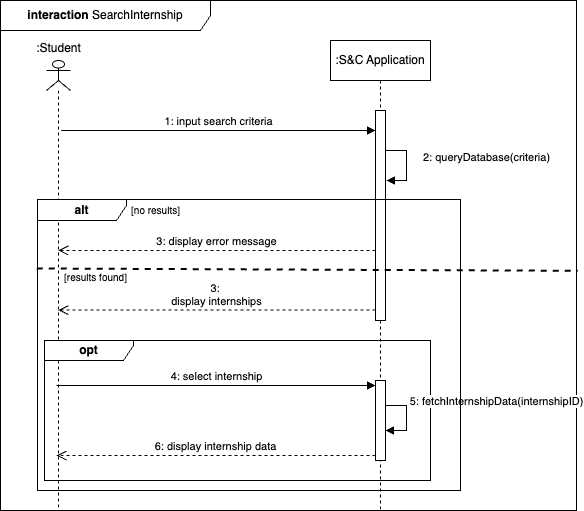 interaction SearchInternship
:Student
:S&C Application
1: input search criteria
2: queryDatabase(criteria)
alt
[no results]
3: display error message
[results found]
3:
display internships
opt
4: select internship
5: fetchInternshipData(internshipID)
6: display internship data